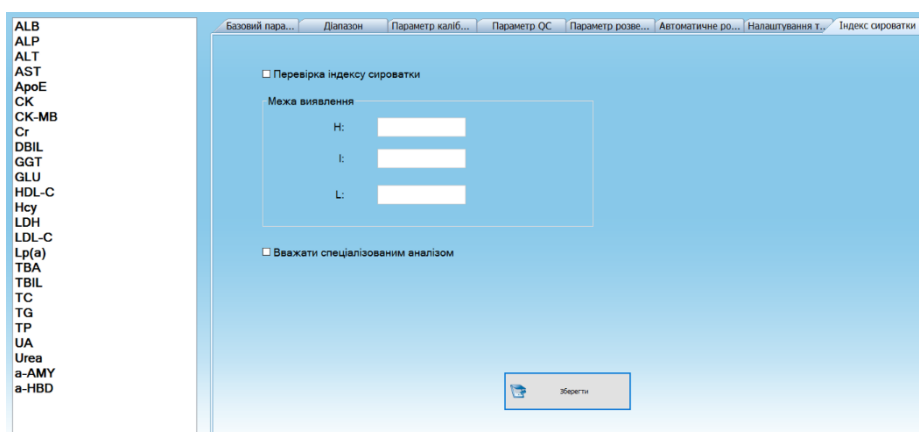 ALB
ALP
ALT
AST
ApoE
CK
CK-MB
Cr
DBIL
GGT
GLU
HDL-C
Hcy
LDH
LDL-C
Lp(a)
TBA
TBIL
TC
TG
TP
UA
Urea
a-AMY
a-HBD
Базовий пара... Діапазон Параметр каліб... Параметр QC Параметр розве... Автоматичне ро... Налаштування т... Індекс сироватки
Перевірка індексу сироватки
Межа виявлення
H:
I:
L:
Вважати спеціалізованим аналізом
Зберегти